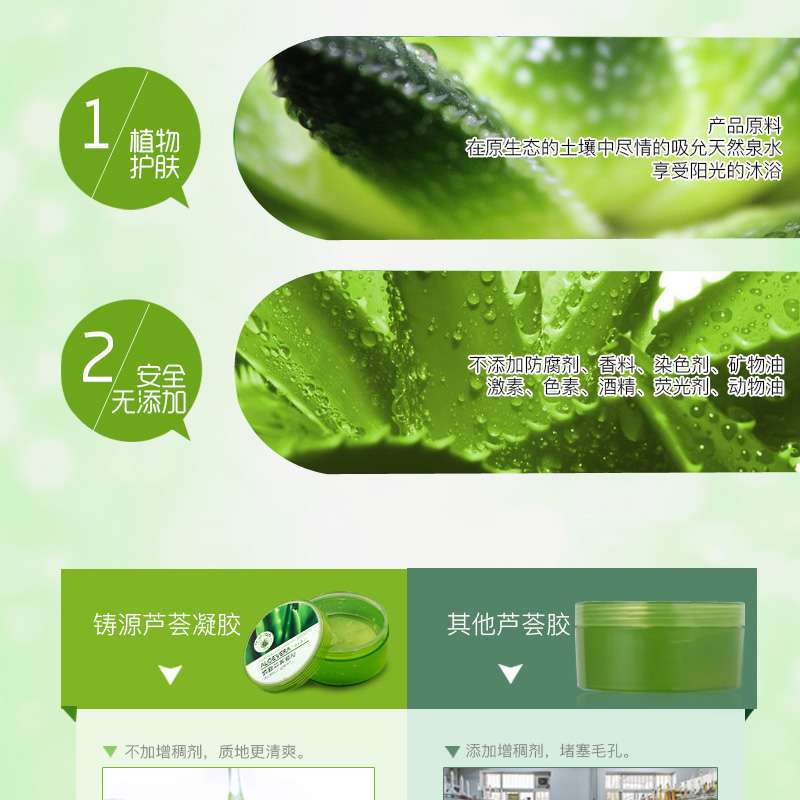 1
植物
护肤
产品原料
在原生态的土壤中尽情的吸允天然泉水
享受阳光的沐浴
2
安全
无添加
不添加防腐剂、香料、染色剂、矿物油
激素、色素、酒精、荧光剂、动物油
铸源芦荟凝胶
ALOE VERA
其他芦荟胶
不加增稠剂，质地更清爽。
添加增稠剂，堵塞毛孔。